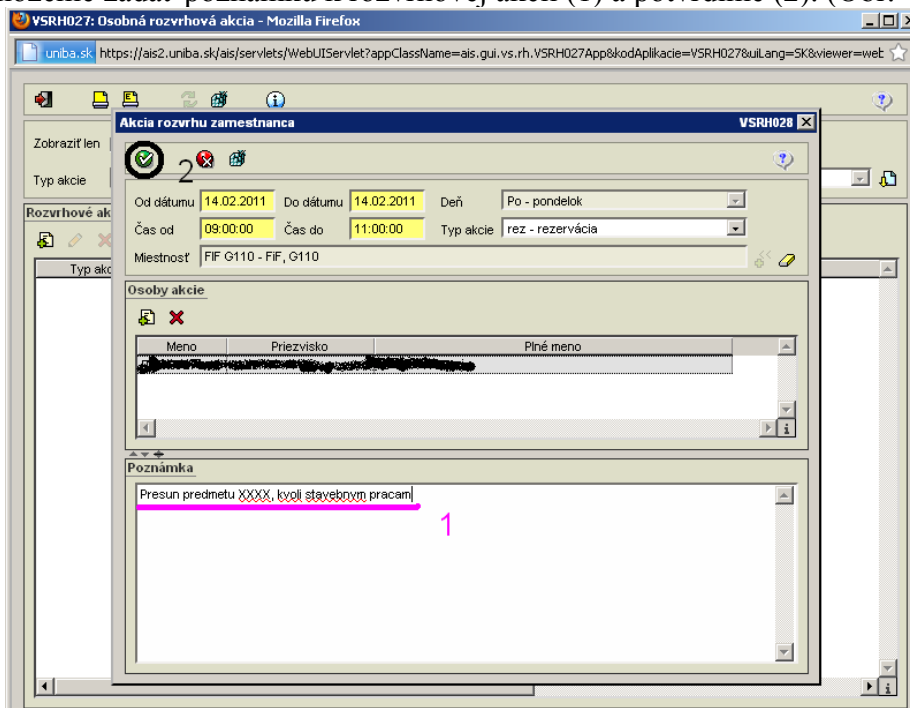 VSRH027: Osobná rozvrhová akcia - Mozilla Firefox
uniba.sk https://ais2.uniba.sk/ais/servlets/WebUIServlet?appClassName=ais.gui.vs.rh.VSRH027App&kodAplikacie=VSRH027&uiLang=SK&viewer=web
Akcia rozvrhu zamestnanca VSRH028
Zobraziť len
2
Typ akcie
Od dátumu 14.02.2011 Do dátumu 14.02.2011 Deň Po - pondelok
Rozvrhové ak
Čas od 09:00:00 Čas do 11:00:00 Typ akcie rez - rezervácia
Miestnosť FIF G110 - FiF, G110
Typ akc
Osoby akcie
Meno Priezvisko Plné meno
Poznámka
Presun predmetu XXXX, kvoli stavebnym pracam
1